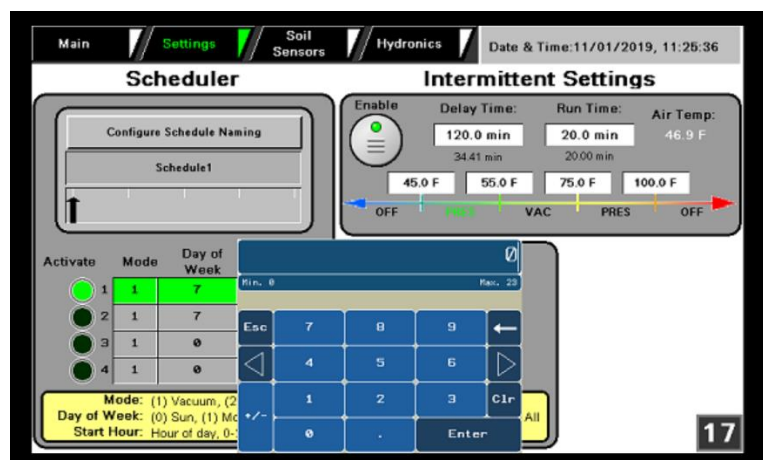 Main
Settings
Soil
Sensors
Hydronics
Date & Time:11/01/2019, 11:25:36
Scheduler
Intermittent Settings
Configure Schedule Naming
Schedule1
Enable
Delay Time:
Run Time:
Air Temp:
120.0 min
20.0 min
46.9 F
34.41 min
20.00 min
45.0 F
55.0 F
75.0 F
100.0 F
OFF
PRES
VAC
PRES
OFF
Activate
Mode
Day of
Week
1 1 7
2 1 7
3 1 0
4 1 0
0
Min. 0
Max. 23
Esc 7 8 9
4 5 6
+/- 1 2 3 Clr
0 . Enter
Mode: (1) Vacuum, (2
Day of Week: (0) Sun, (1) Mo
All
Start Hour: Hour of day, 0-
17